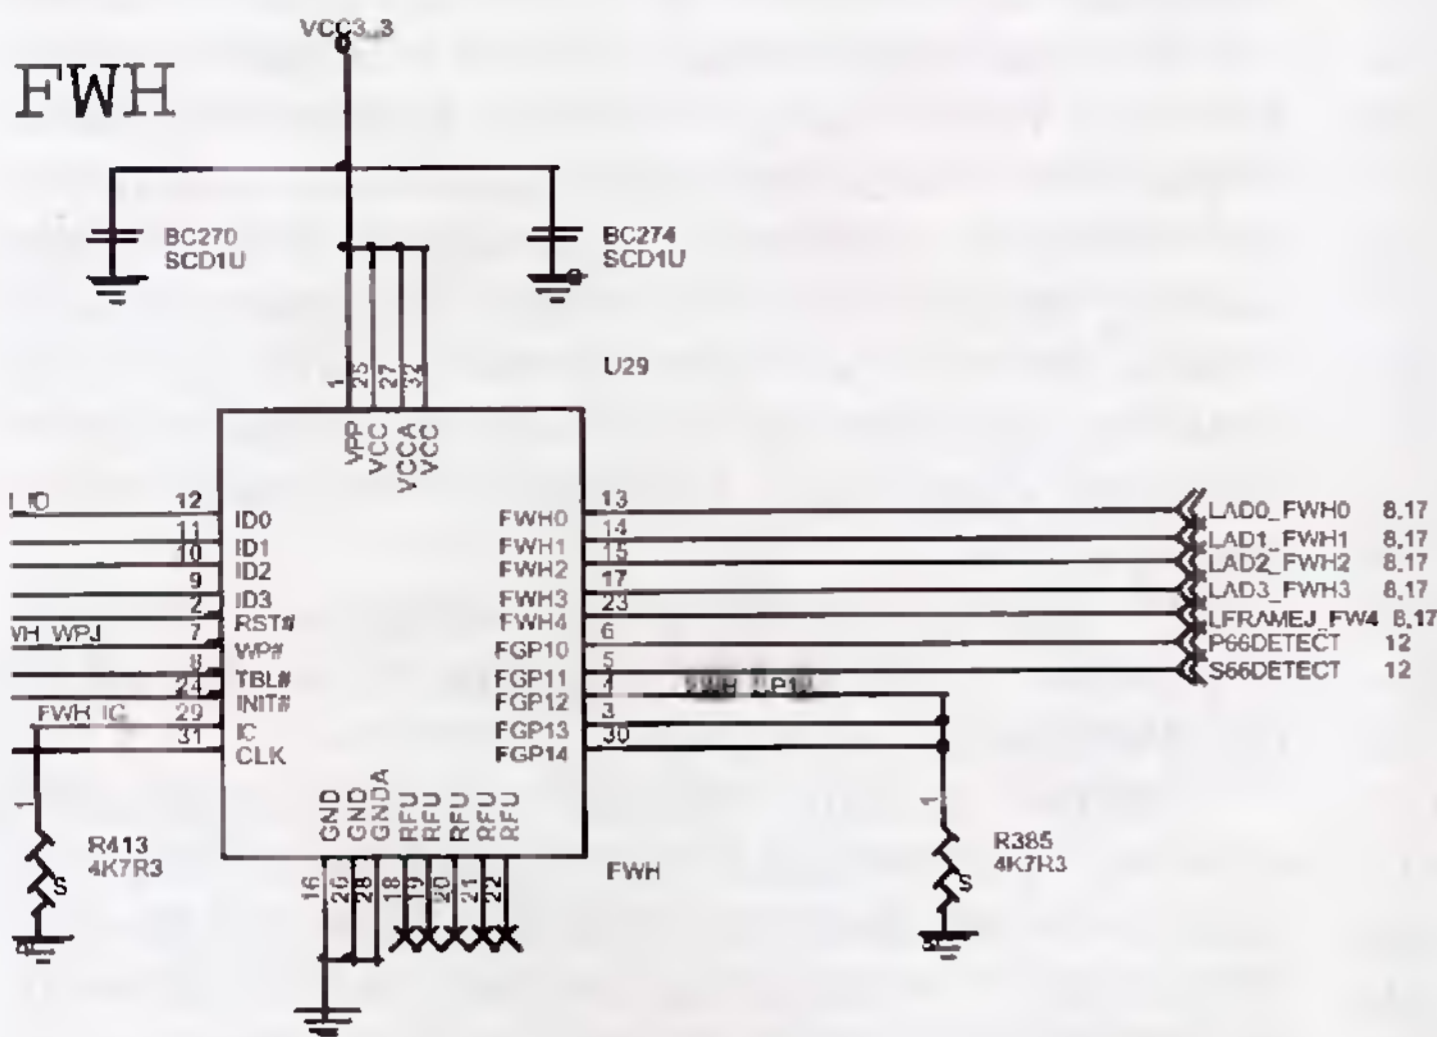 VCC3_3
FWH
BC270
SCD1U
BC274
SCD1U
U29
1
25
27
32
VPP
VCC
VCCA
VCC
12 ID0
11 ID1
10 ID2
9 ID3
2 RST#
7 WP#
8 TBL#
24 INIT#
FWH_IC 29 IC
31 CLK
FWH0 13 LAD0_FWH0 8,17
FWH1 14 LAD1_FWH1 8,17
FWH2 15 LAD2_FWH2 8,17
FWH3 17 LAD3_FWH3 8,17
FWH4 23 LFRAMEJ_FW4 8,17
FGP10 6 P66DETECT 12
FGP11 5 S66DETECT 12
FGP12
FGP13 3
FGP14 30
GND
GND
GNDA
RFU
RFU
RFU
RFU
RFU
16
26
28
18
19
20
21
22
FWH
1
R413
4K7R3
S
1
R385
4K7R3
S